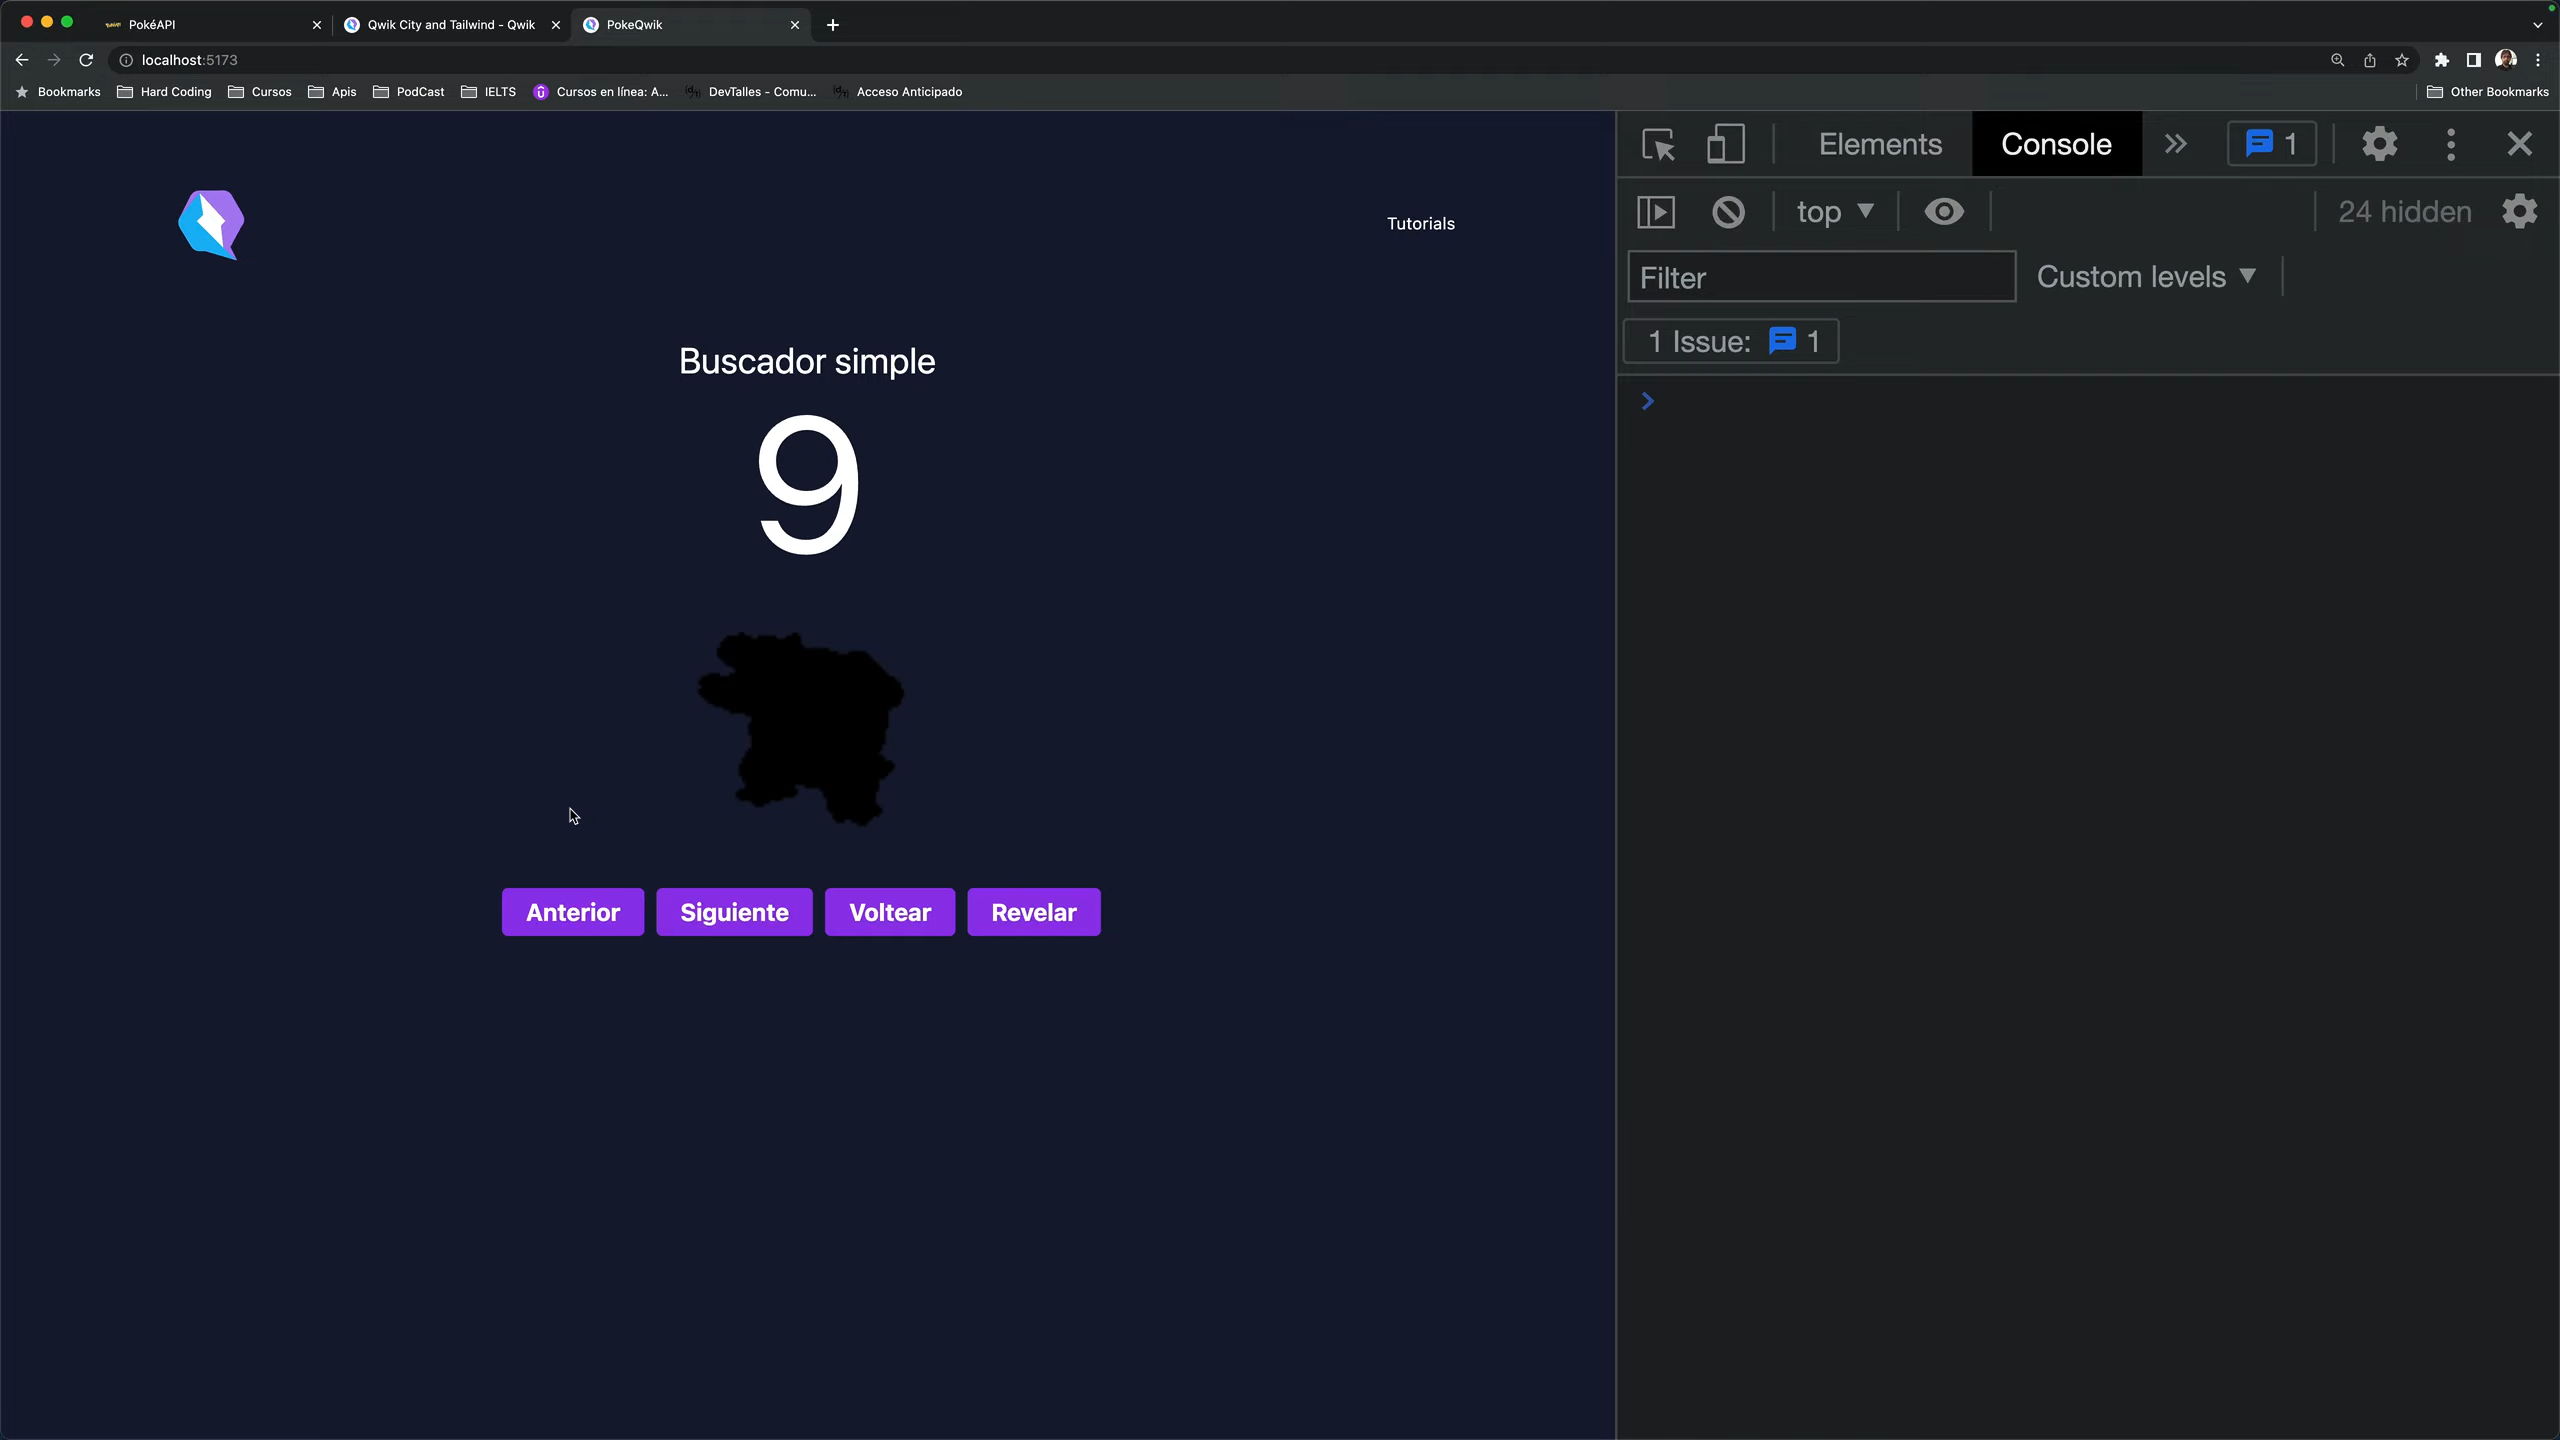 PokéAPI
Qwik City and Tailwind - Qwik
PokeQwik
localhost:5173
Bookmarks
Hard Coding
Cursos
Apis
PodCast
IELTS
Cursos en línea: A...
DevTalles - Comu...
Acceso Anticipado
Other Bookmarks
Tutorials
Buscador simple
9
Anterior
Siguiente
Voltear
Revelar
Elements
Console
1
top
24 hidden
Filter
Custom levels
1 Issue: 1